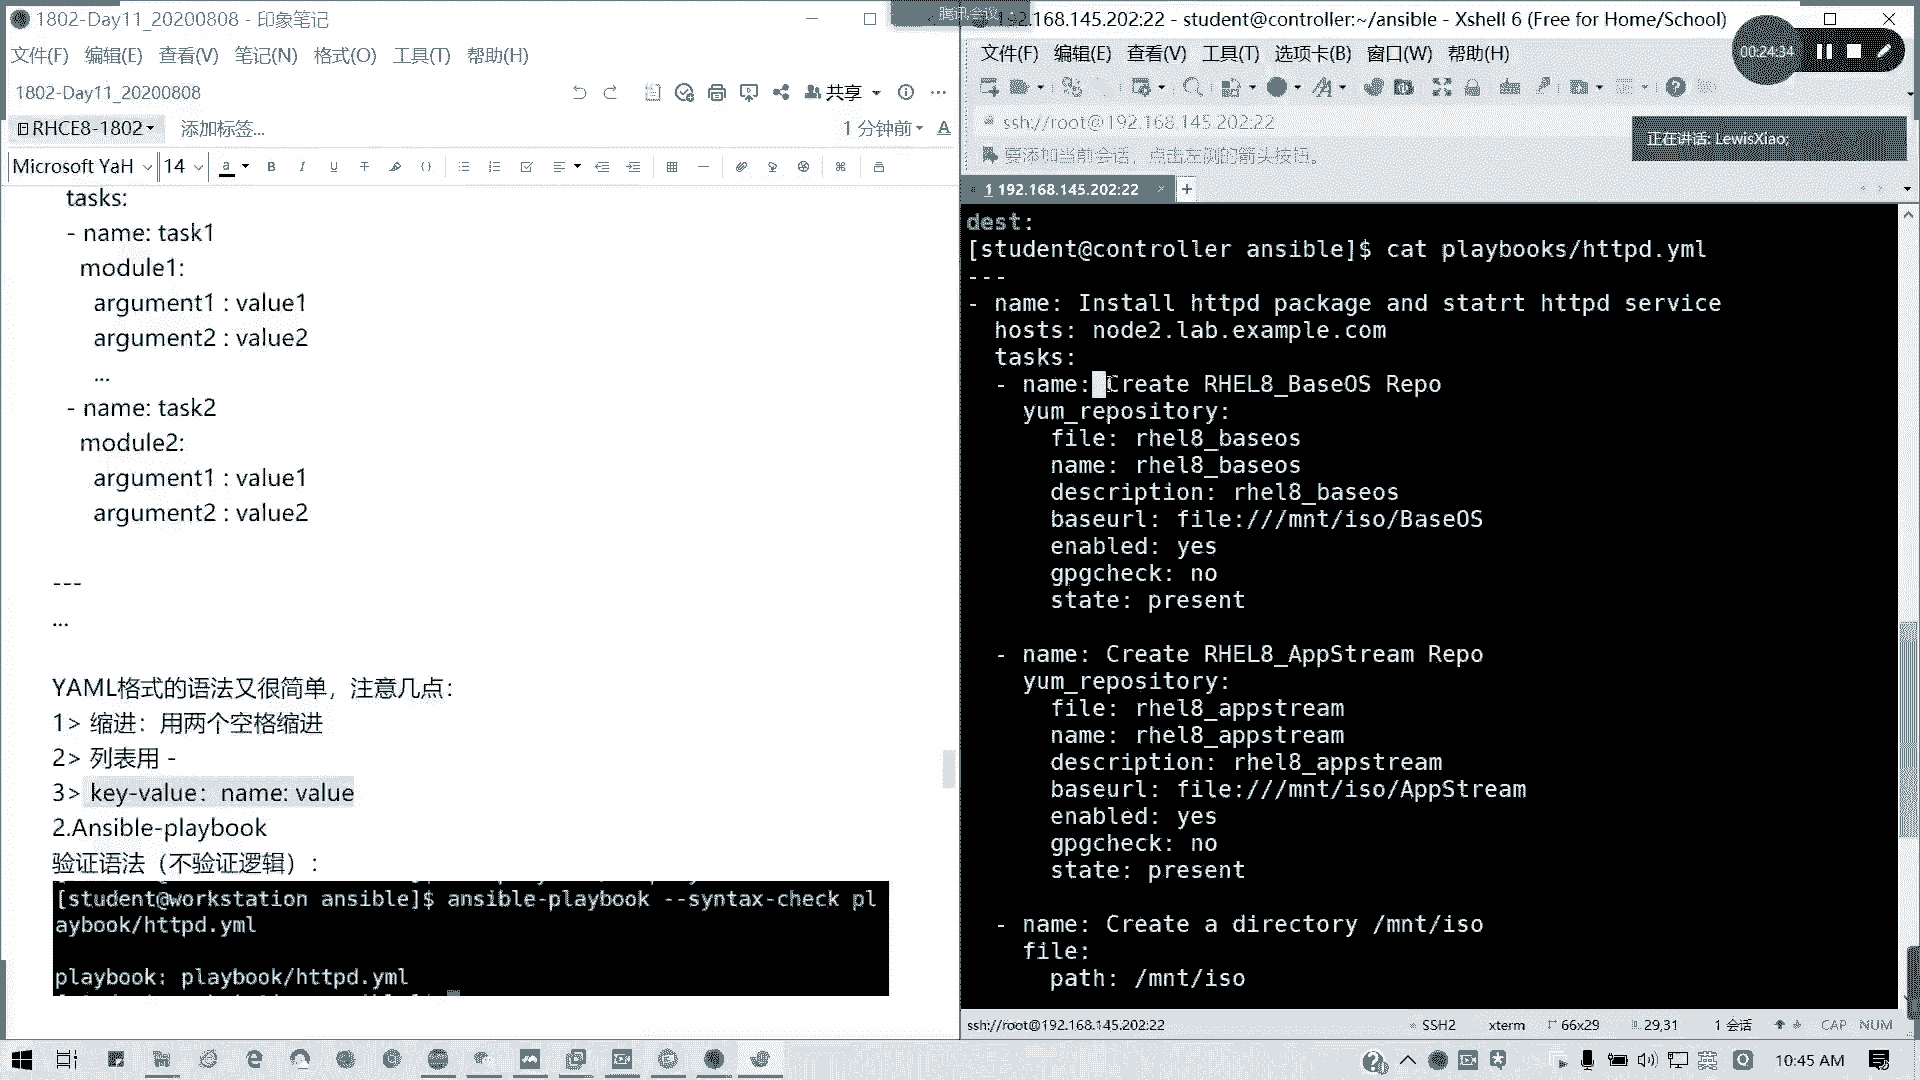 1802-Day11_20200808 - 印象笔记
文件(F) 编辑(E) 查看(V) 笔记(N) 格式(O) 工具(T) 帮助(H)
1802-Day11_20200808
共享
RHCE8-1802
添加标签...
1 分钟前
Microsoft YaH 14
tasks:
- name: task1
module1:
argument1 : value1
argument2 : value2
...
- name: task2
module2:
argument1 : value1
argument2 : value2
---
...
YAML格式的语法又很简单，注意几点：
1> 缩进：用两个空格缩进
2> 列表用 -
3> key-value：name: value
2.Ansible-playbook
验证语法（不验证逻辑）：
[student@workstation ansible]$ ansible-playbook --syntax-check pl
aybook/httpd.yml
playbook: playbook/httpd.yml
腾讯会议
192.168.145.202:22 - student@controller:~/ansible - Xshell 6 (Free for Home/School)
文件(F) 编辑(E) 查看(V) 工具(T) 选项卡(B) 窗口(W) 帮助(H)
00:24:34
ssh://root@192.168.145.202:22
正在讲话: LewisXiao;
要添加当前会话，点击左侧的箭头按钮。
1 192.168.145.202:22
dest:
[student@controller ansible]$ cat playbooks/httpd.yml
---
- name: Install httpd package and statrt httpd service
hosts: node2.lab.example.com
tasks:
- name: Create RHEL8_BaseOS Repo
yum_repository:
file: rhel8_baseos
name: rhel8_baseos
description: rhel8_baseos
baseurl: file:///mnt/iso/BaseOS
enabled: yes
gpgcheck: no
state: present
- name: Create RHEL8_AppStream Repo
yum_repository:
file: rhel8_appstream
name: rhel8_appstream
description: rhel8_appstream
baseurl: file:///mnt/iso/AppStream
enabled: yes
gpgcheck: no
state: present
- name: Create a directory /mnt/iso
file:
path: /mnt/iso
ssh://root@192.168.145.202:22 SSH2 xterm 66x29 29,31 1 会话 CAP NUM
英
10:45 AM